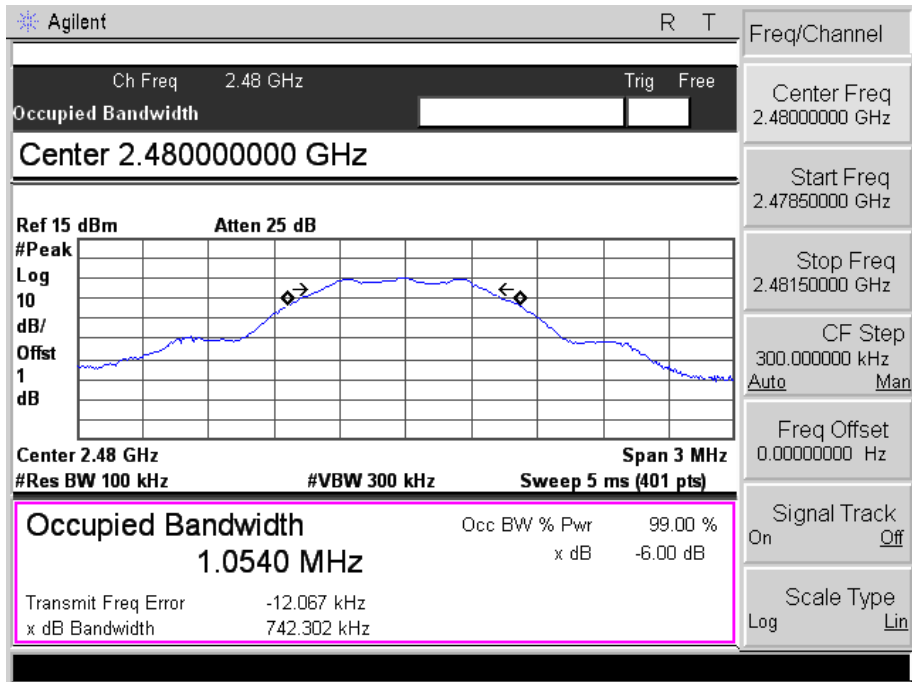 Agilent R T
Ch Freq 2.48 GHz Trig Free
Occupied Bandwidth
Center 2.480000000 GHz
Ref 15 dBm Atten 25 dB
#Peak
Log
10
dB/
Offst
1
dB
Center 2.48 GHz Span 3 MHz
#Res BW 100 kHz #VBW 300 kHz Sweep 5 ms (401 pts)
Occupied Bandwidth
1.0540 MHz
Occ BW % Pwr 99.00 %
x dB -6.00 dB
Transmit Freq Error -12.067 kHz
x dB Bandwidth 742.302 kHz
Freq/Channel
Center Freq
2.48000000 GHz
Start Freq
2.47850000 GHz
Stop Freq
2.48150000 GHz
CF Step
300.000000 kHz
Auto Man
Freq Offset
0.00000000 Hz
Signal Track
On Off
Scale Type
Log Lin